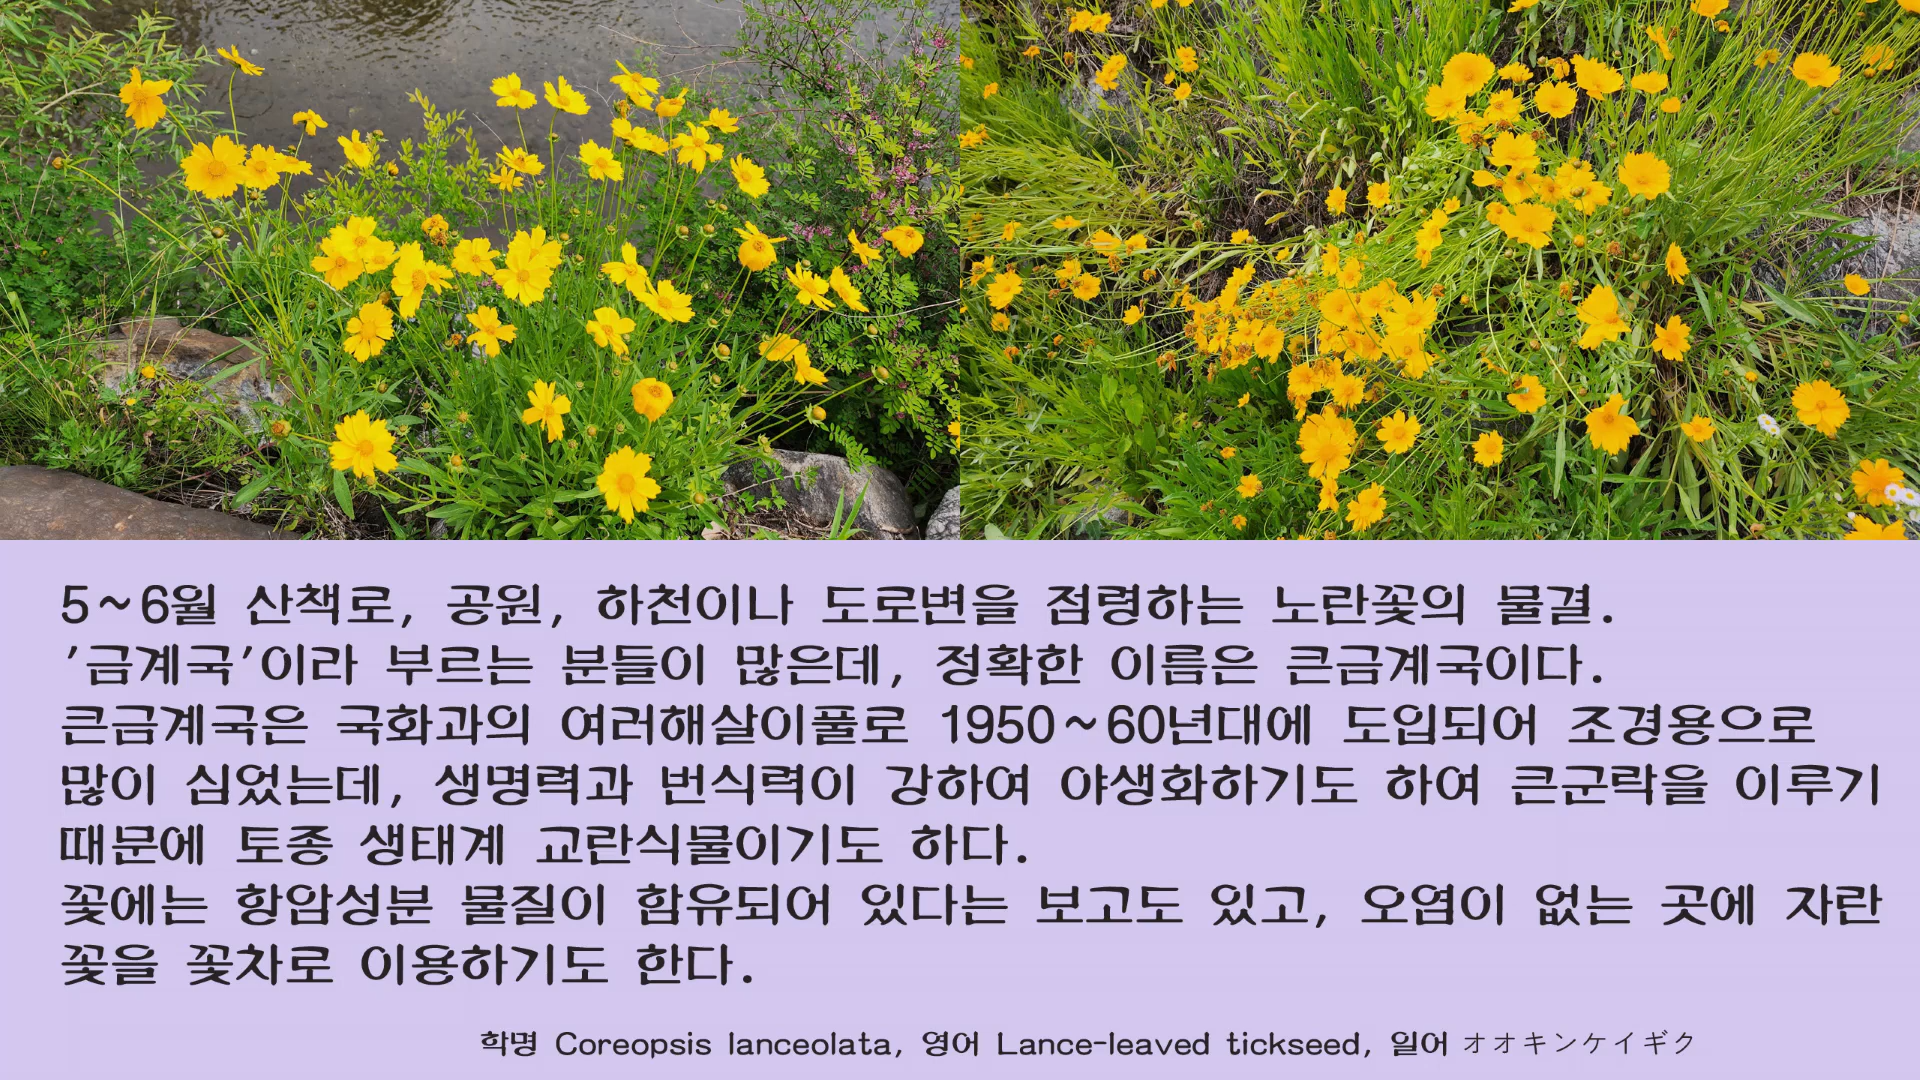 5~6월 산책로, 공원, 하천이나 도로변을 점령하는 노란꽃의 물결.
'금계국'이라 부르는 분들이 많은데, 정확한 이름은 큰금계국이다.
큰금계국은 국화과의 여러해살이풀로 1950~60년대에 도입되어 조경용으로
많이 심었는데, 생명력과 번식력이 강하여 야생화하기도 하여 큰군락을 이루기
때문에 토종 생태계 교란식물이기도 하다.
꽃에는 항암성분 물질이 함유되어 있다는 보고도 있고, 오염이 없는 곳에 자란
꽃을 꽃차로 이용하기도 한다.
학명 Coreopsis lanceolata, 영어 Lance-leaved tickseed, 일어 オオキンケイギク